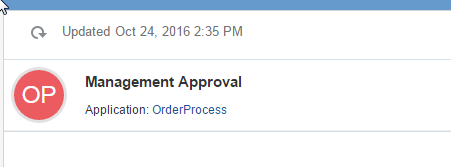 Updated Oct 24, 2016 2:35 PM
OP
Management Approval
Application: OrderProcess